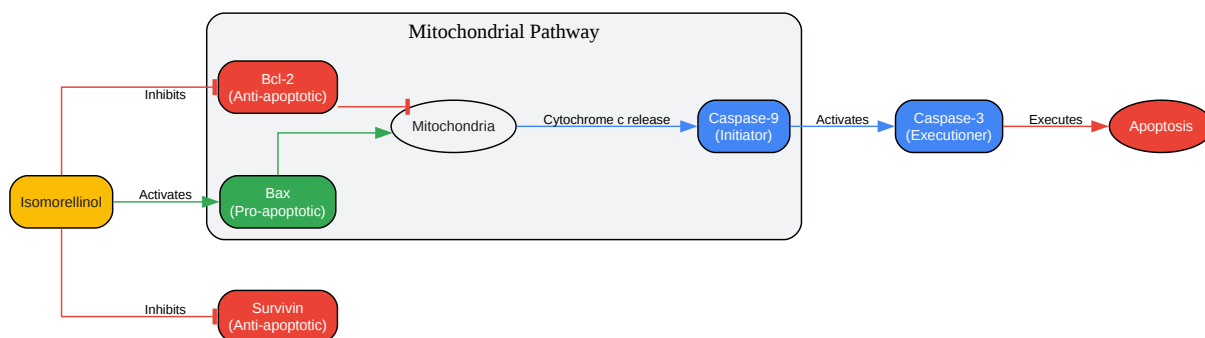 Mitochondrial Pathway
Bcl-2
(Anti-apoptotic)
Inhibits
Mitochondria
Cytochrome c release
Caspase-9
(Initiator)
Activates
Caspase-3
(Executioner)
Executes
Apoptosis
Isomorellinol
Activates
Bax
(Pro-apoptotic)
Inhibits
Survivin
(Anti-apoptotic)